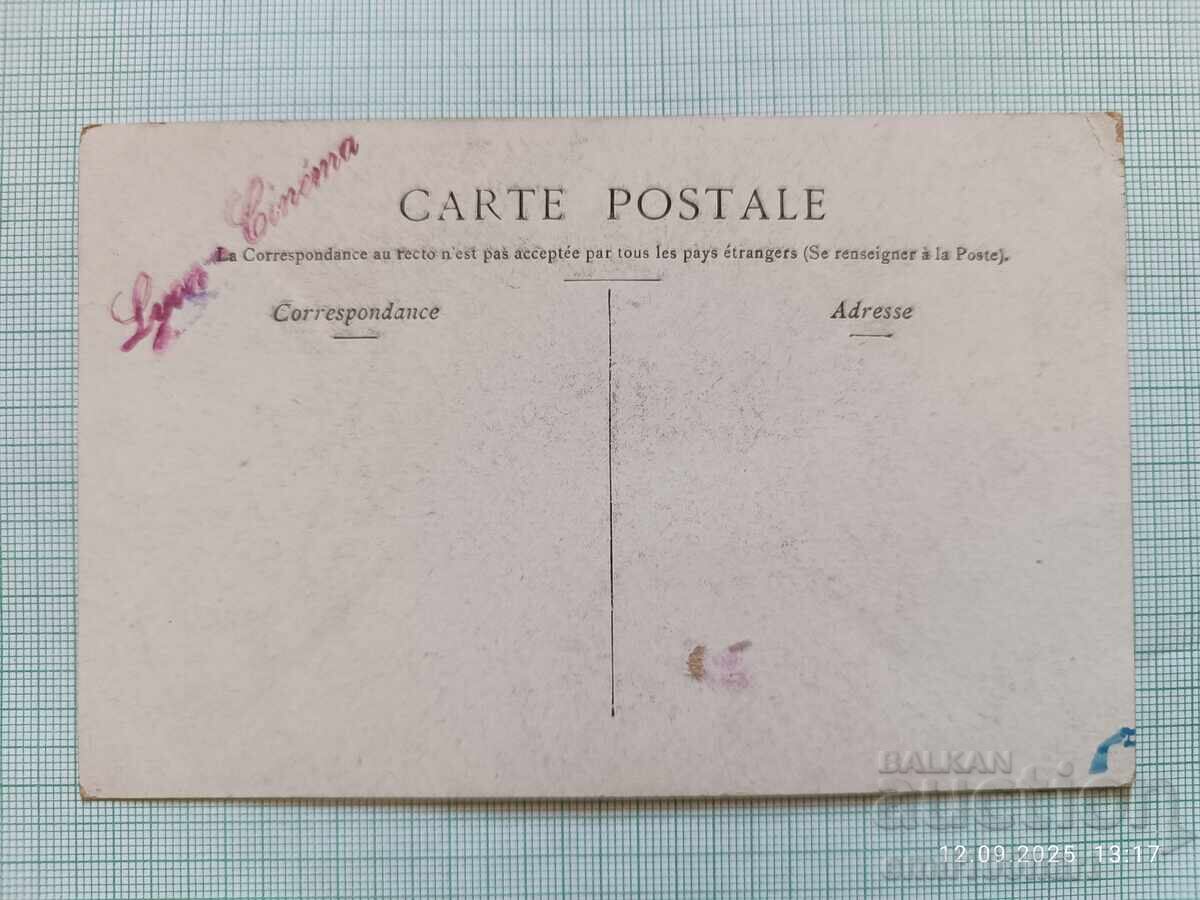 Lyon Cinéma
CARTE POSTALE
La Correspondance au recto n'est pas acceptée par tous les pays étrangers (Se renseigner à la Poste).
Correspondance
Adresse
BALKAN
auction
12.09.2025 13:17